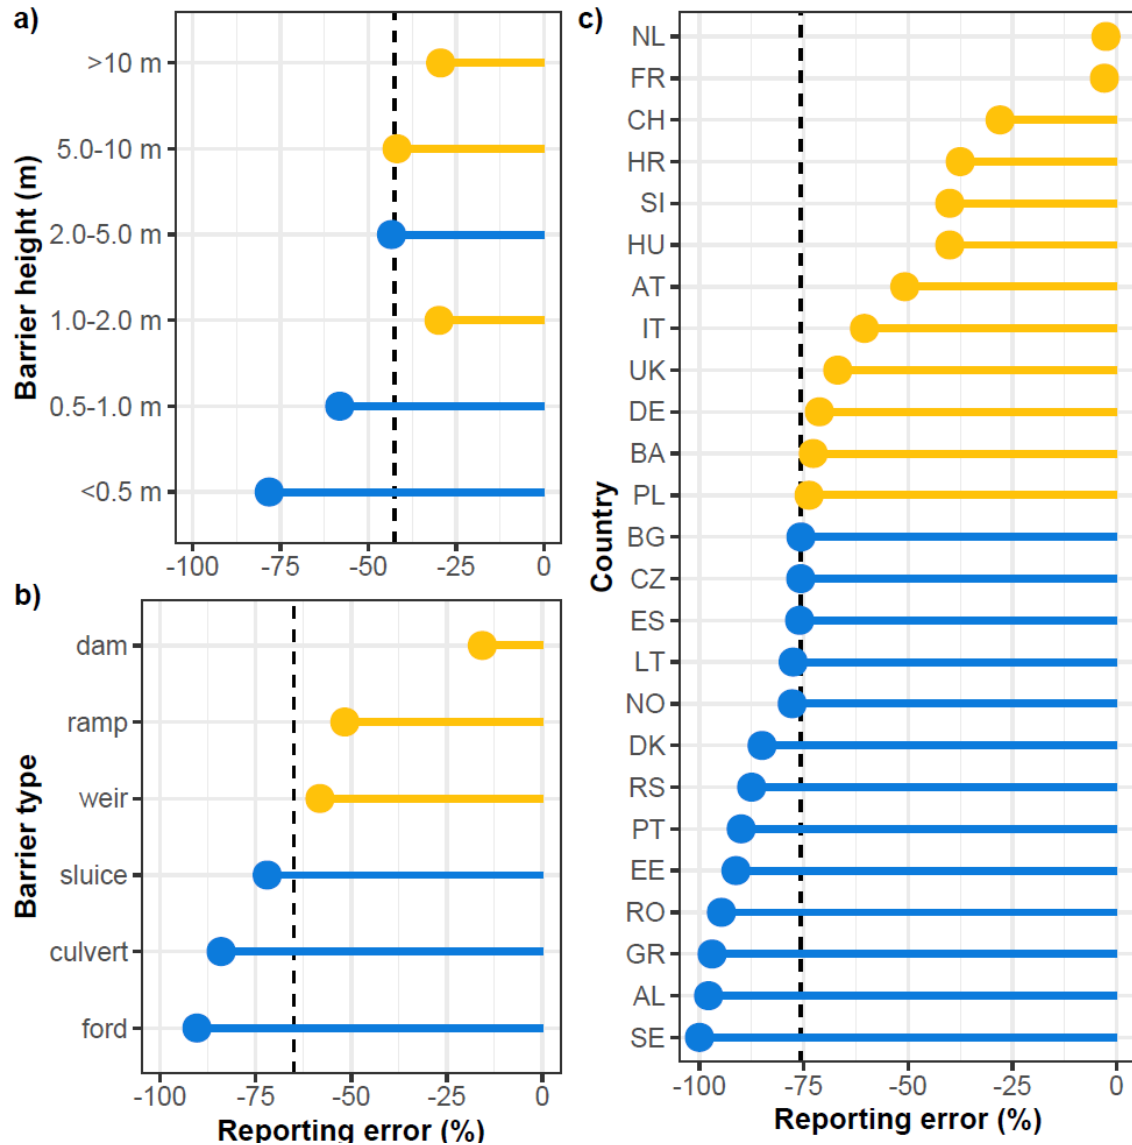 a)
Barrier height (m)
>10 m
5.0-10 m
2.0-5.0 m
1.0-2.0 m
0.5-1.0 m
<0.5 m
-100 -75 -50 -25 0
b)
Barrier type
dam
ramp
weir
sluice
culvert
ford
-100 -75 -50 -25 0
Reporting error (%)
c)
Country
NL
FR
CH
HR
SI
HU
AT
IT
UK
DE
BA
PL
BG
CZ
ES
LT
NO
DK
RS
PT
EE
RO
GR
AL
SE
-100 -75 -50 -25 0
Reporting error (%)